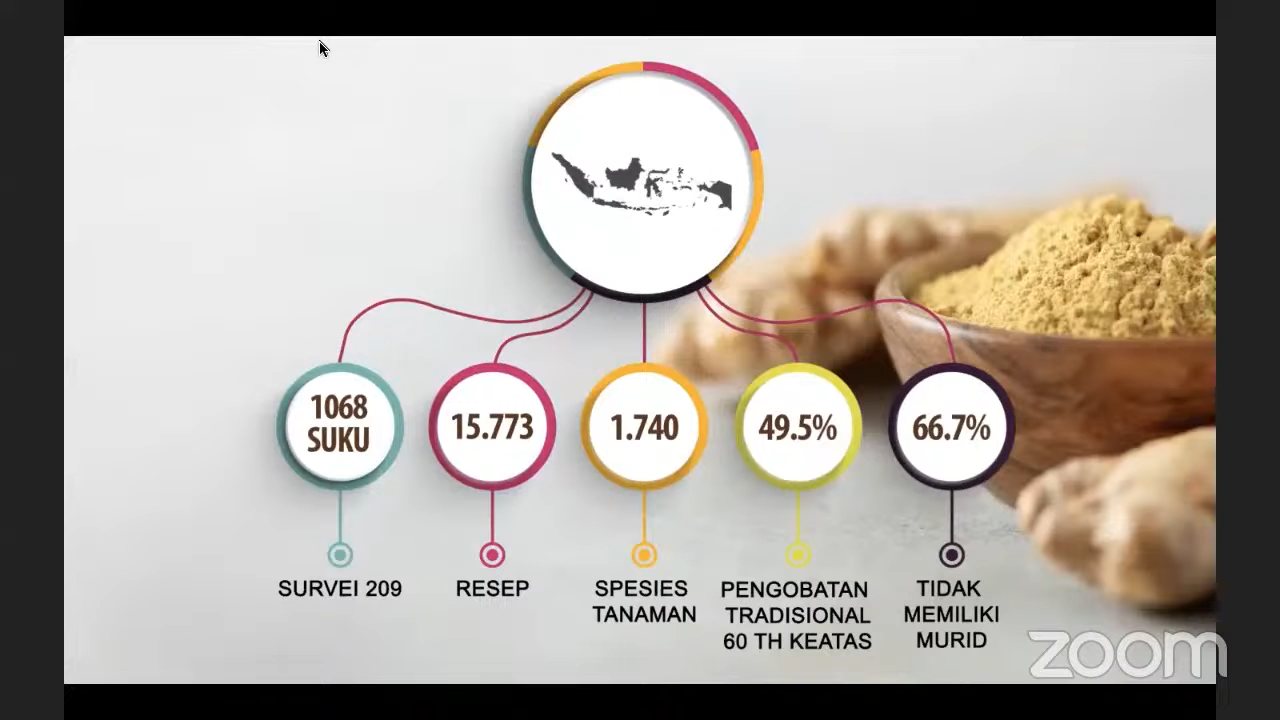 1068
SUKU
15.773
1.740
49.5%
66.7%
SURVEI 209
RESEP
SPESIES
TANAMAN
PENGOBATAN
TRADISIONAL
60 TH KEATAS
TIDAK
MEMILIKI
MURID
zoom